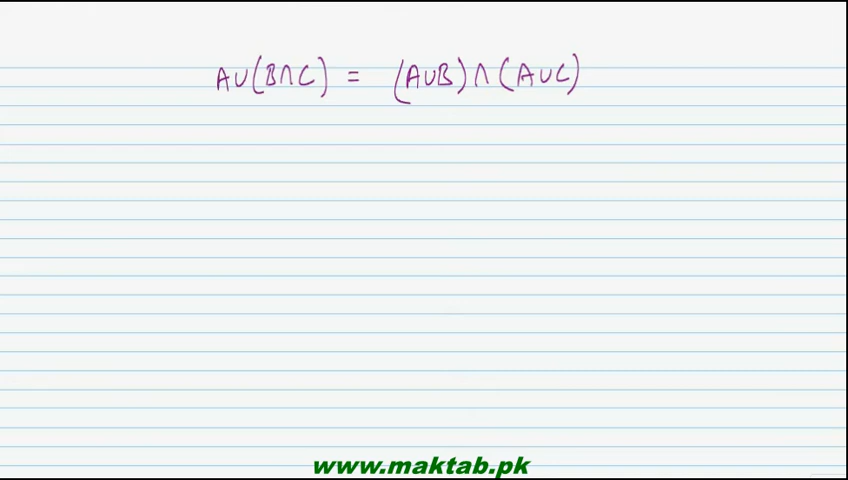 A∪(B∩C) = (A∪B)∩(A∪C)
www.maktab.pk